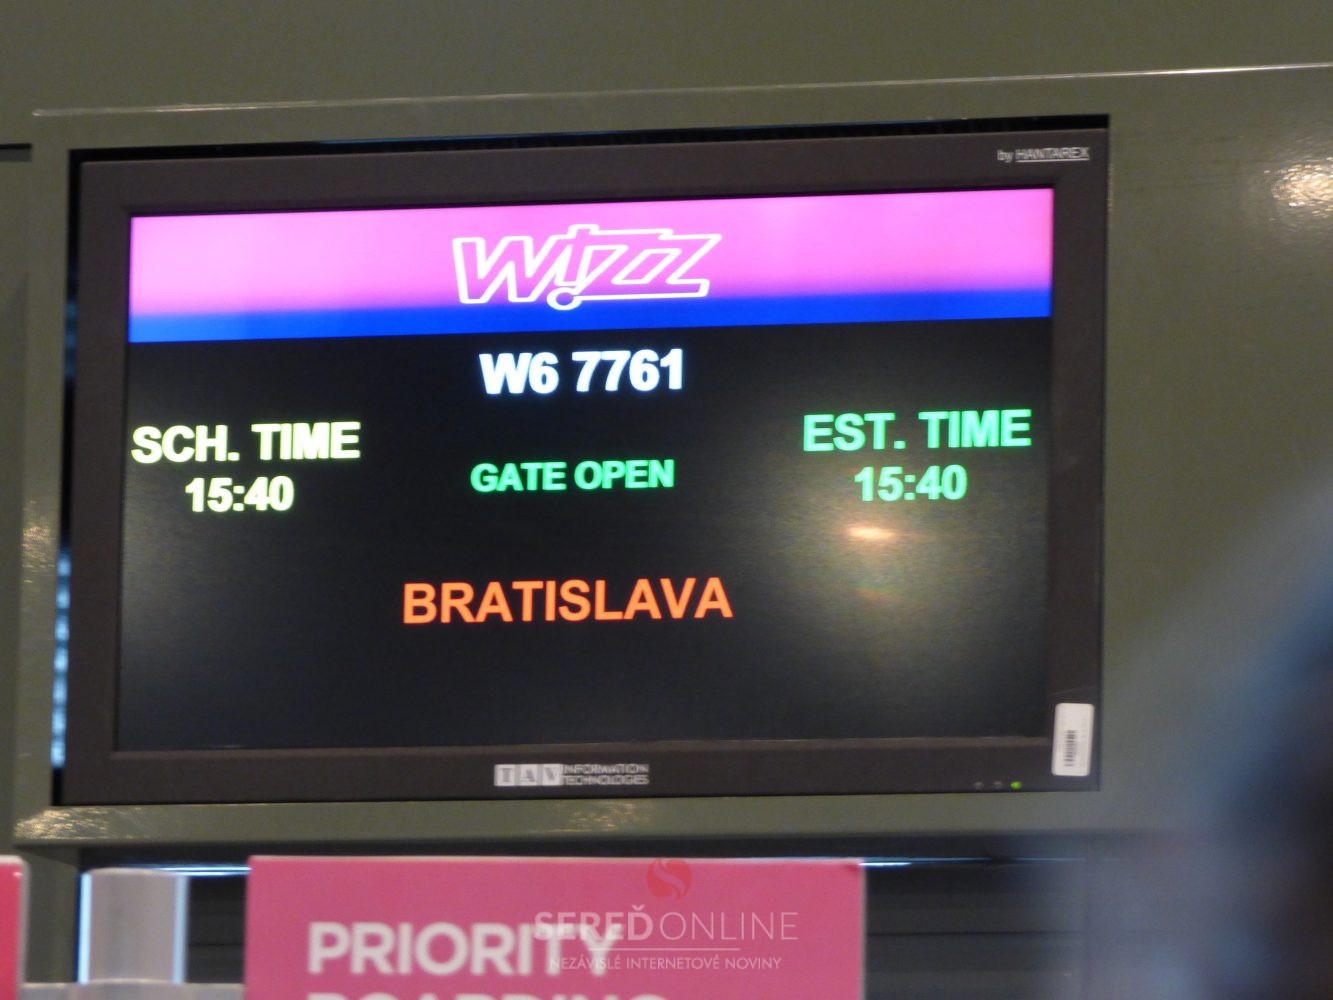 by HANTAREX
WIZZ
W6 7761
SCH. TIME
EST. TIME
15:40
GATE OPEN
15:40
BRATISLAVA
TAV INFORMATION TECHNOLOGIES
PRIORITY
BOARDING
SEREĎONLINE
NEZÁVISLÉ INTERNETOVÉ NOVINY